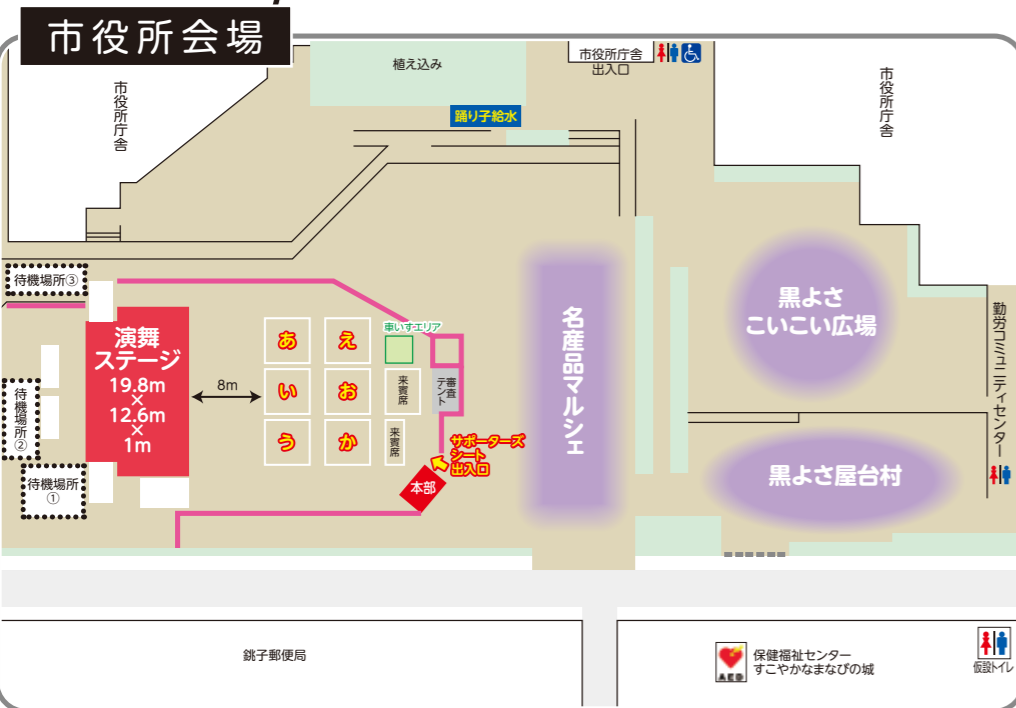 市役所会場
植え込み
市役所庁舎
出入口
市役所庁舎
市役所庁舎
踊り子給水
待機場所③
演舞
ステージ
19.8m
×
12.6m
×
1m
8m
待機場所②
待機場所
①
あ
え
い
お
う
か
車いすエリア
来賓席
来賓席
審査
テント
サポーターズ
シート
出入口
本部
名産品マルシェ
黒よさ
こいこい広場
黒よさ屋台村
勤労コミュニティセンター
銚子郵便局
AED
保健福祉センター
すこやかなまなびの城
仮設トイレ